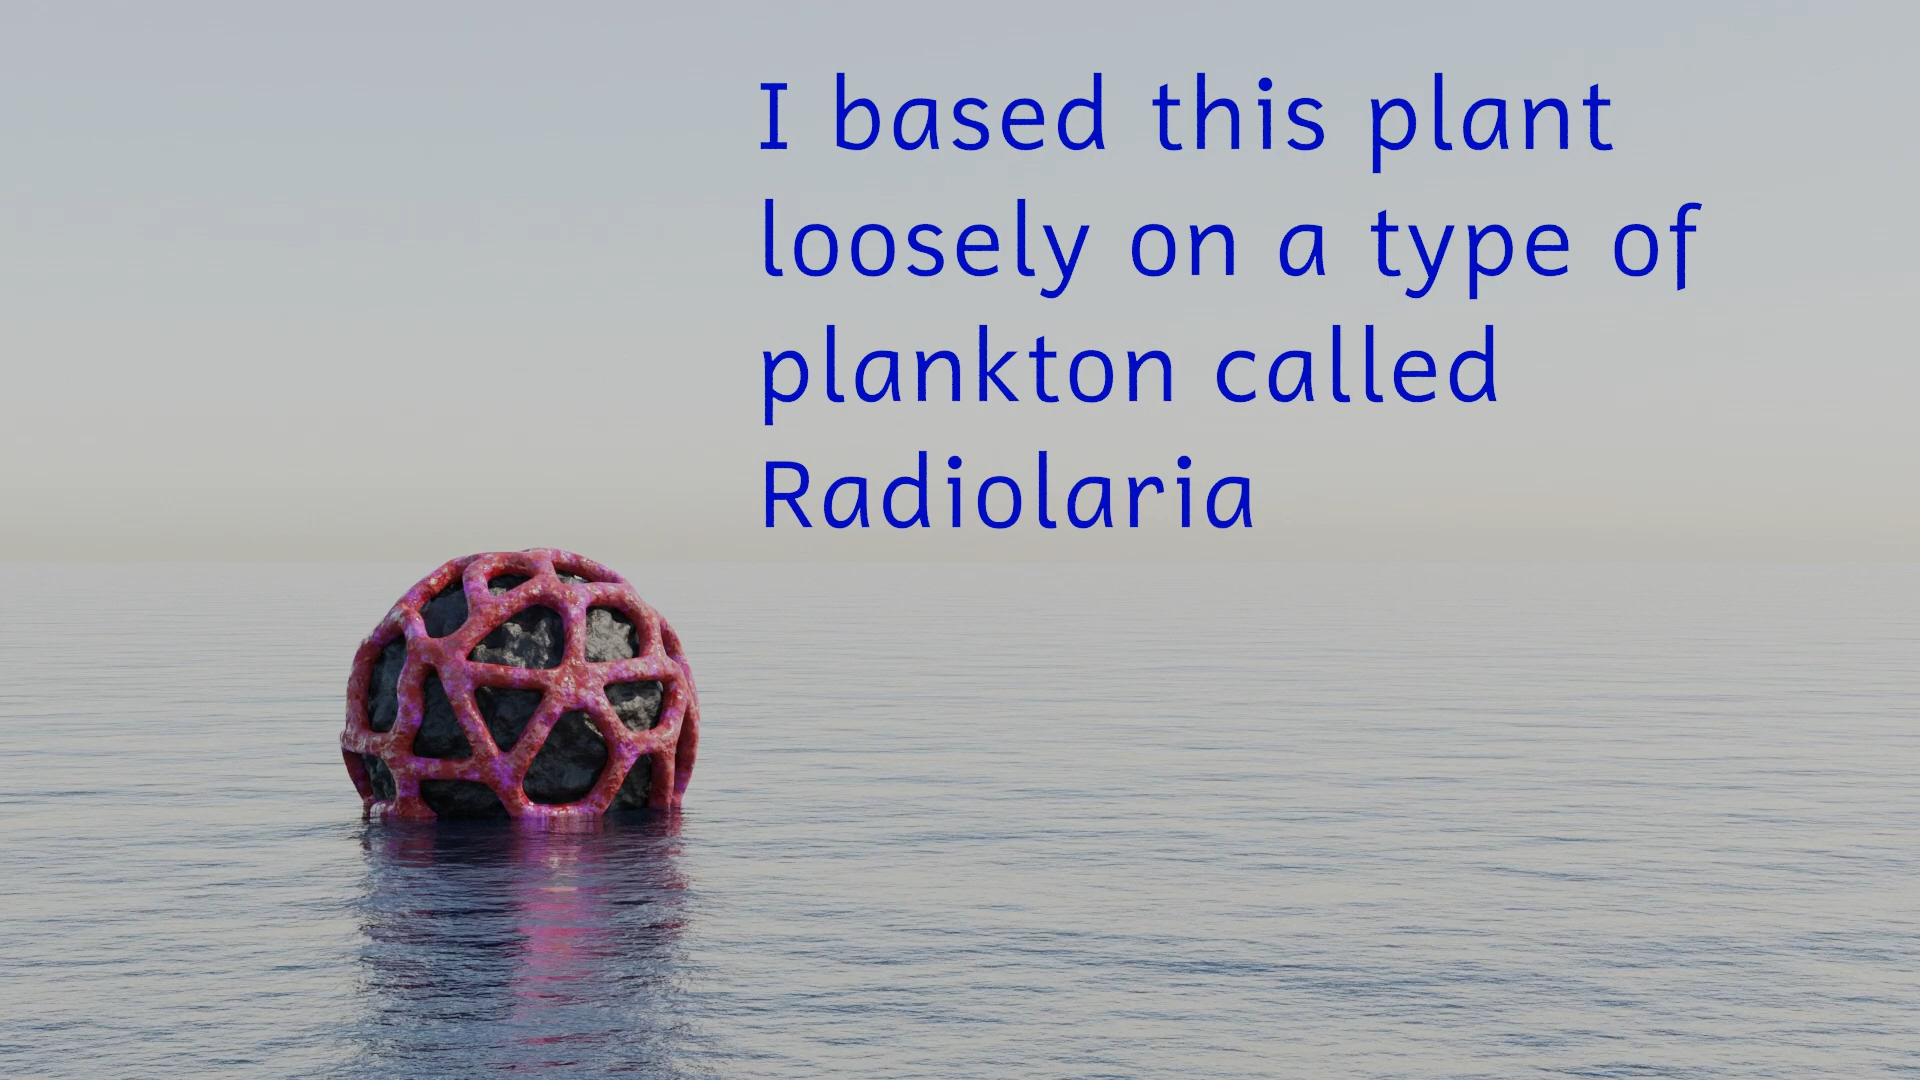 I based this plant
loosely on a type of
plankton called
Radiolaria